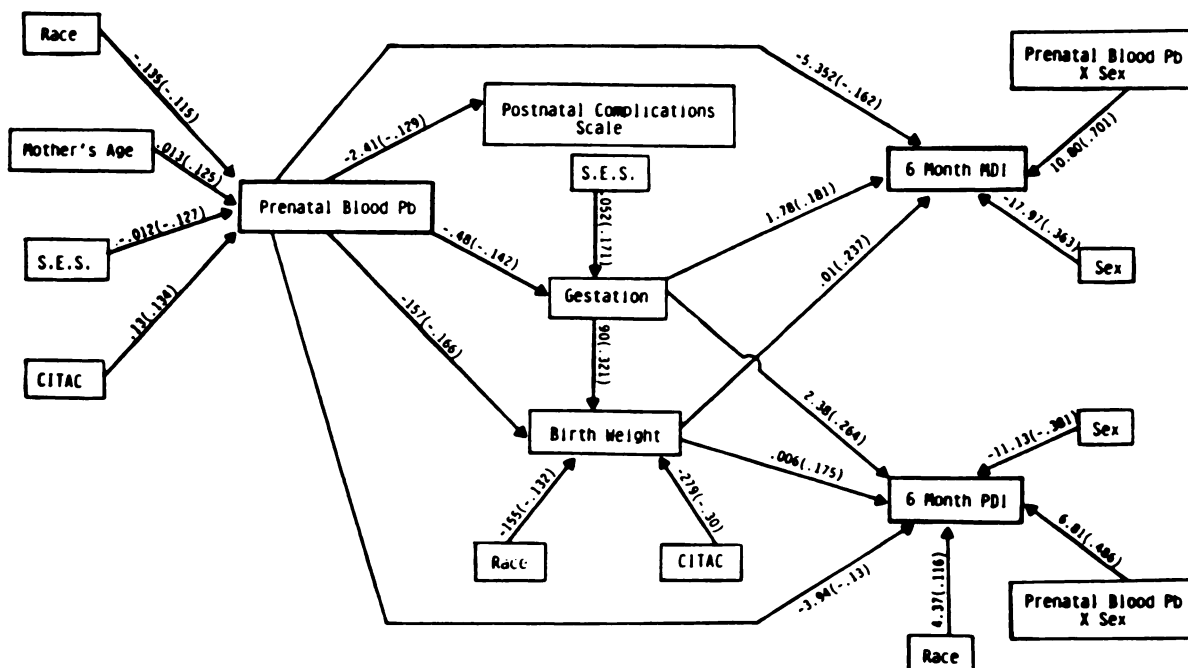 Race
-.135(-.115)
Mother's Age
.013(.125)
S.E.S.
-.012(-.127)
CITAC
.13(.134)
Prenatal Blood Pb
-2.41(-.129)
Postnatal Complications
Scale
S.E.S.
.052(.171)
-.48(-.142)
Gestation
-157(-.166)
90(.321)
Birth Weight
-155(-.132)
Race
-279(-.30)
CITAC
-5.352(-.162)
1.78(.181)
.01(.237)
2.38(.264)
.006(.175)
-3.94(-.13)
Prenatal Blood Pb
X Sex
10.80(.701)
6 Month MDI
-17.97(.363)
Sex
Sex
-11.13(-.381)
6 Month PDI
6.81(.486)
Prenatal Blood Pb
X Sex
4.37(.116)
Race